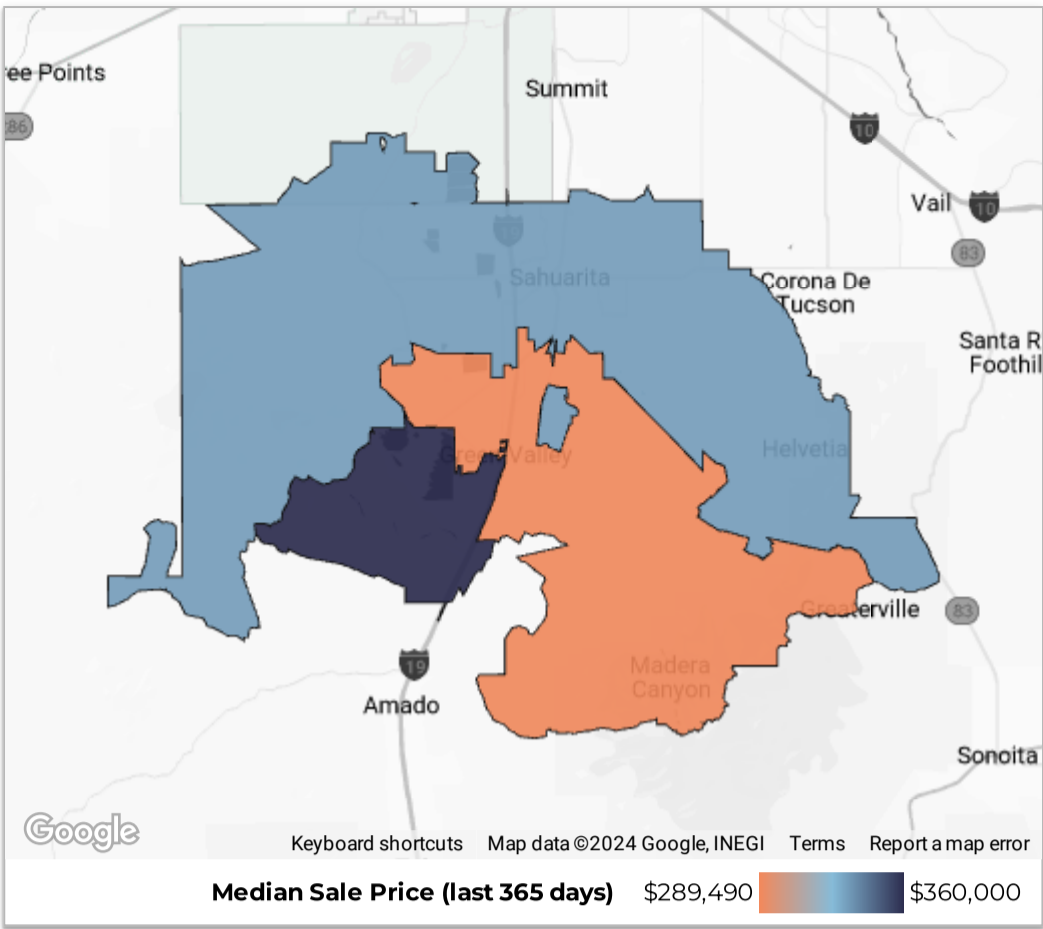 ree Points
Summit
86
10
Vail
10
19
83
Sahuarita
Corona De
Tucson
Santa R
Foothil
Green Valley
Helvetia
Greaterville
83
19
Madera
Canyon
Amado
Sonoita
Google
Keyboard shortcuts Map data ©2024 Google, INEGI Terms Report a map error
Median Sale Price (last 365 days) $289,490 $360,000